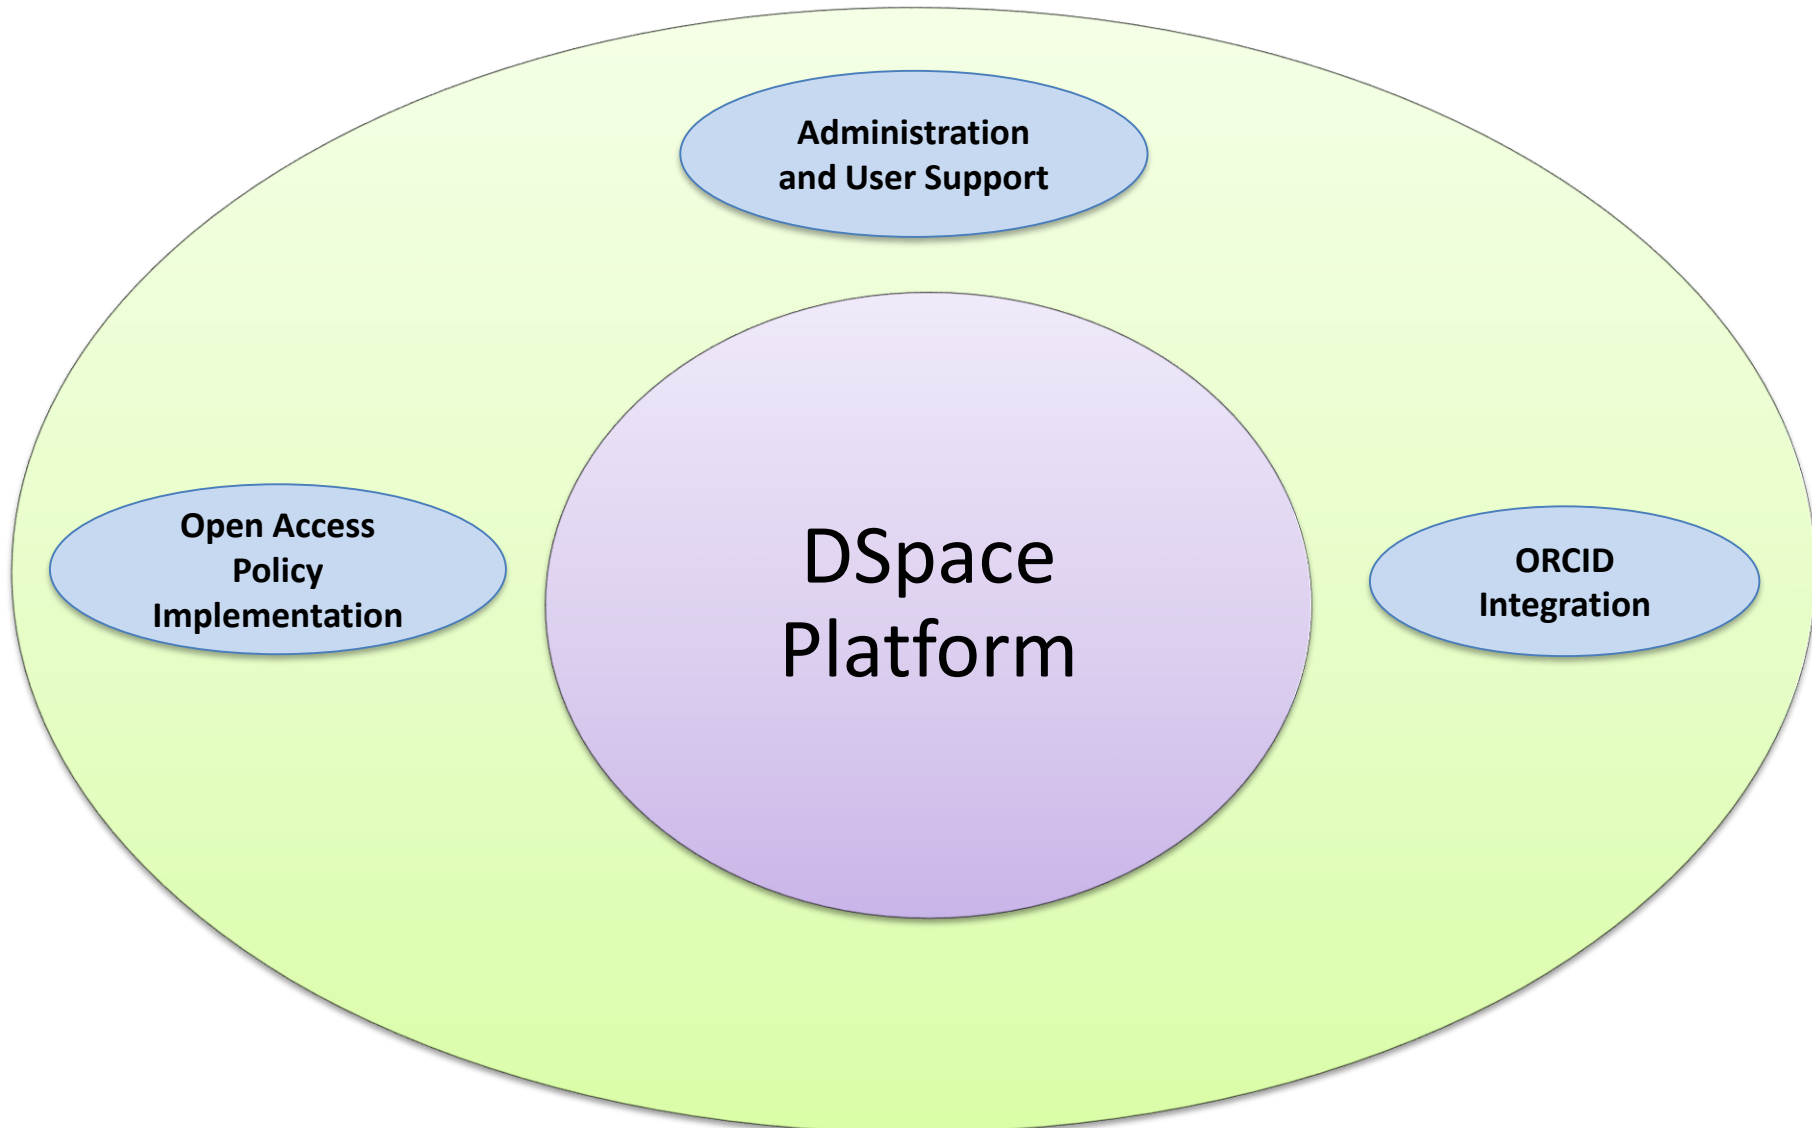 Administration
and User Support
Open Access
Policy
Implementation
DSpace
Platform
ORCID
Integration